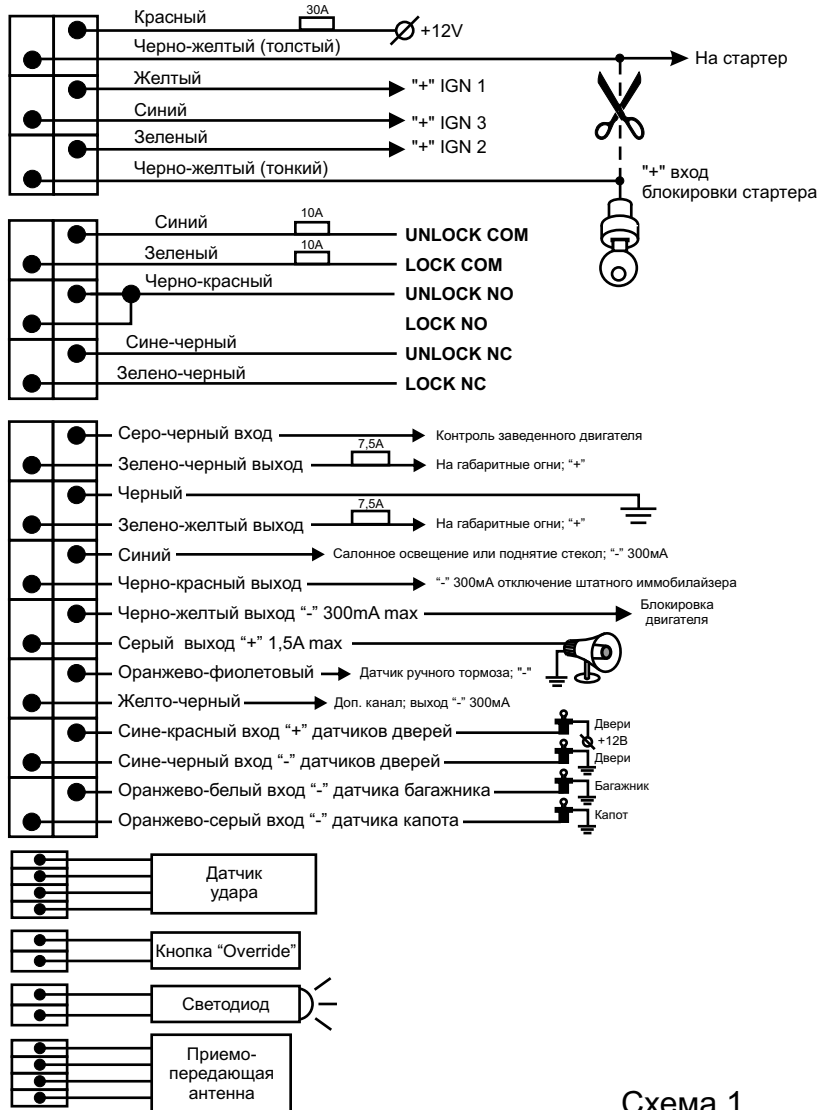 Красный
30А
+12V
Черно-желтый (толстый)
На стартер
Желтый
"+" IGN 1
Синий
"+" IGN 3
Зеленый
"+" IGN 2
Черно-желтый (тонкий)
"+" вход
блокировки стартера
Синий
10А
UNLOCK COM
Зеленый
10А
LOCK COM
Черно-красный
UNLOCK NO
LOCK NO
Сине-черный
UNLOCK NC
Зелено-черный
LOCK NC
Серо-черный вход
Контроль заведенного двигателя
7,5А
Зелено-черный выход
На габаритные огни; “+”
Черный
7,5А
Зелено-желтый выход
На габаритные огни; “+”
Синий
Салонное освещение или поднятие стекол; “-” 300мА
Черно-красный выход
“-” 300мА отключение штатного иммобилайзера
Черно-желтый выход “-” 300mA max
Блокировка
двигателя
Серый выход “+” 1,5А max
Оранжево-фиолетовый
Датчик ручного тормоза; "-"
Желто-черный
Доп. канал; выход “-” 300мА
Сине-красный вход “+” датчиков дверей
Двери
+12В
Сине-черный вход “-” датчиков дверей
Двери
Оранжево-белый вход “-” датчика багажника
Багажник
Оранжево-серый вход “-” датчика капота
Капот
Датчик
удара
Кнопка “Override”
Светодиод
Приемо-
передающая
антенна
Схема 1